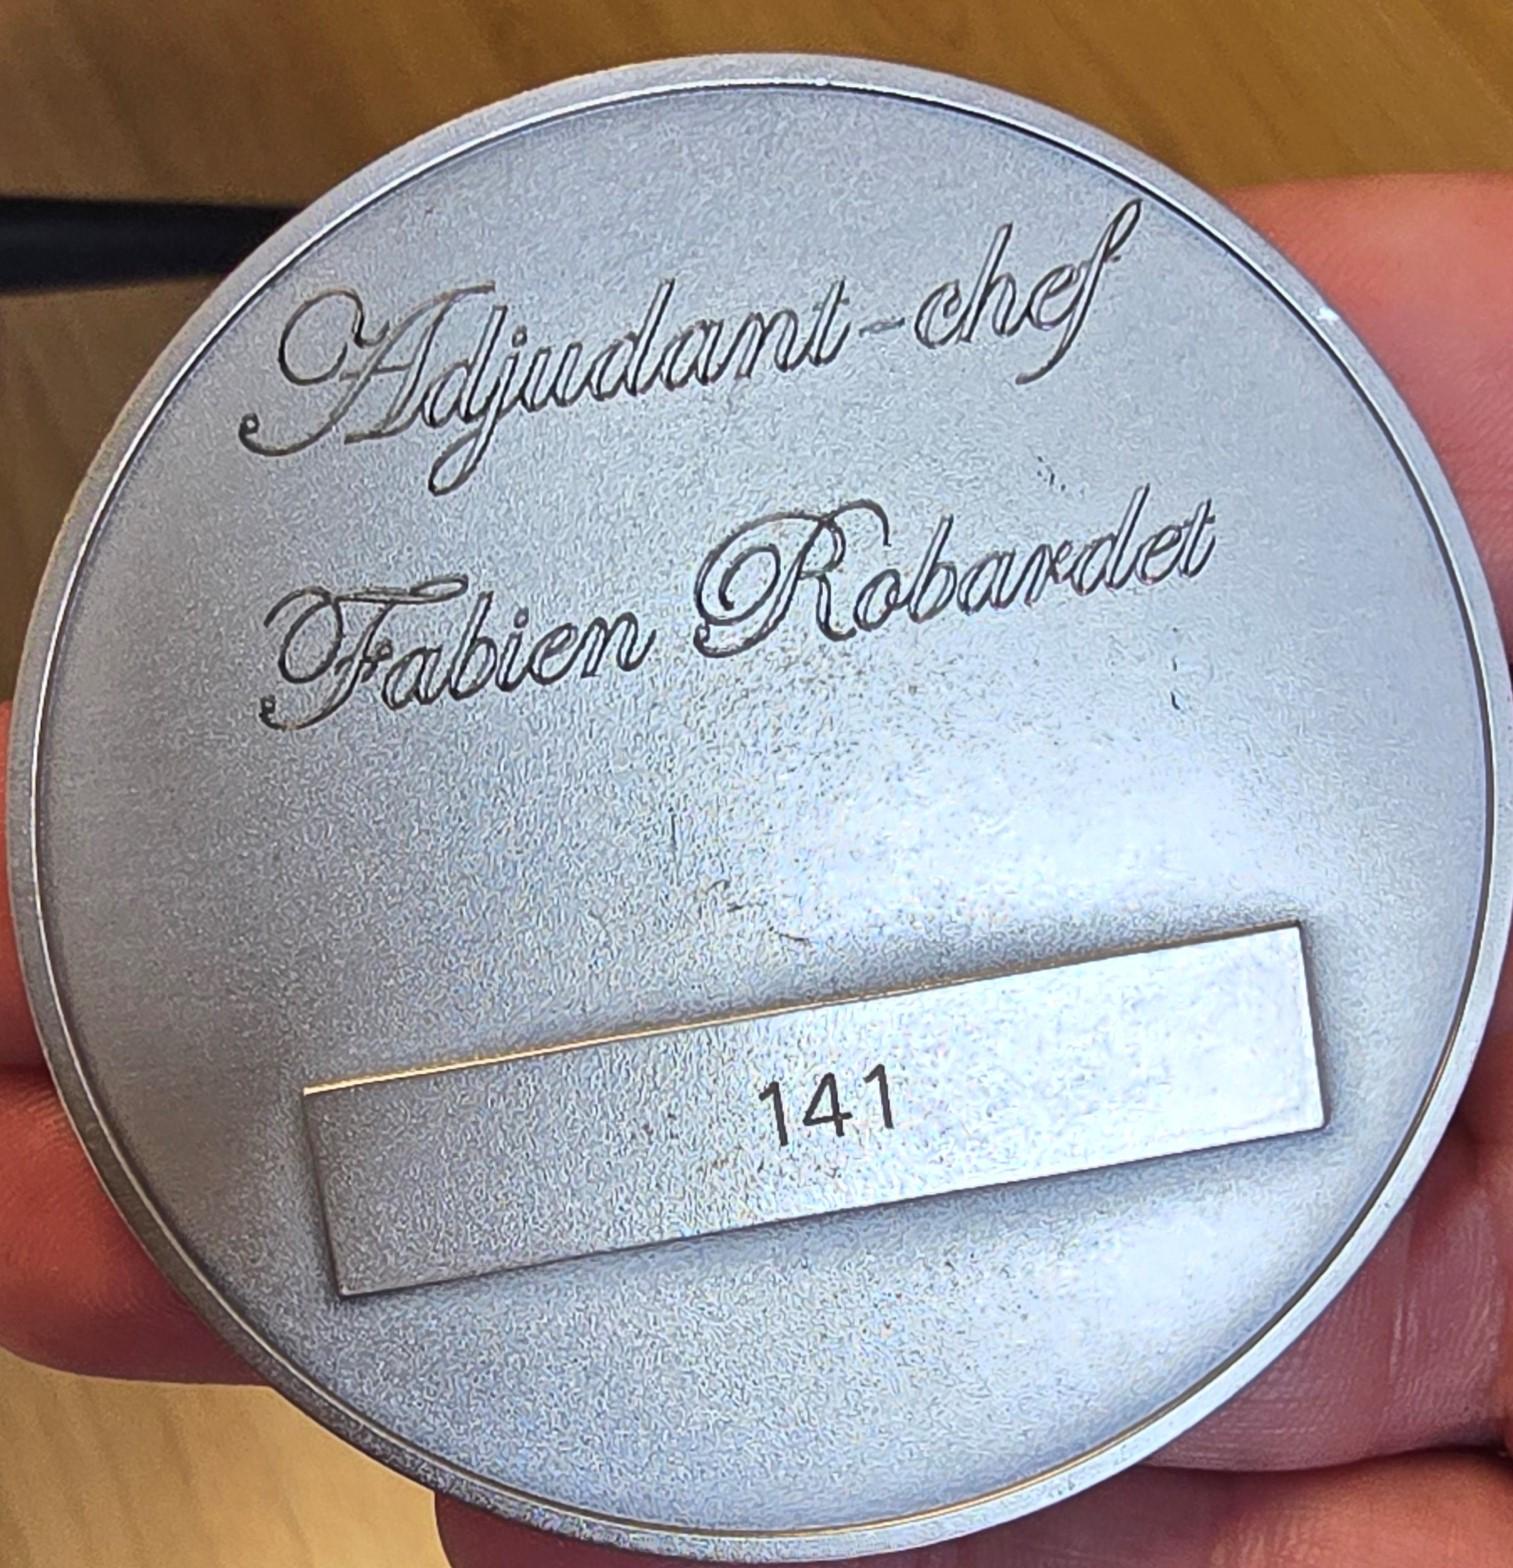 Adjudant-chef
Fabien Robardet
141